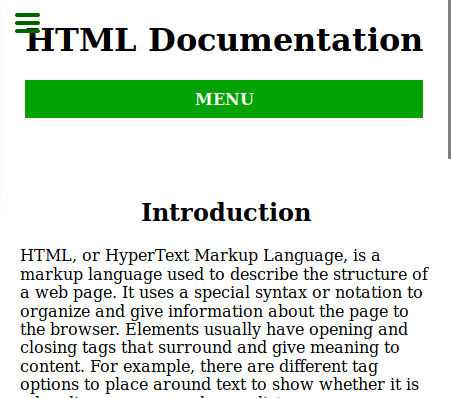 HTML Documentation
MENU
Introduction
HTML, or HyperText Markup Language, is a
markup language used to describe the structure of
a web page. It uses a special syntax or notation to
organize and give information about the page to
the browser. Elements usually have opening and
closing tags that surround and give meaning to
content. For example, there are different tag
options to place around text to show whether it is